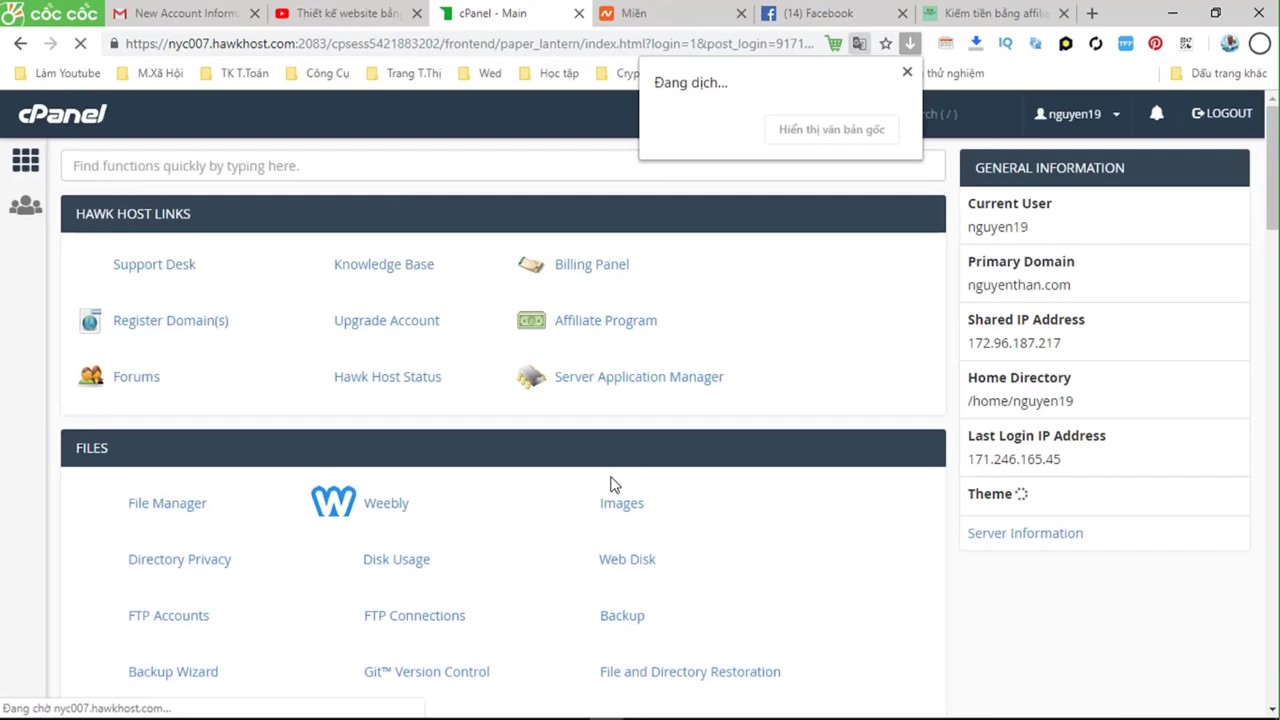 cốc cốc
New Account Inform
Thiết kế website bằng
cPanel - Main
Miền
(14) Facebook
Kiếm tiền bằng affilia
https://nyc007.hawkhost.com:2083/cpsess5421883202/frontend/paper_lantern/index.html?login=1&post_login=9171...
Làm Youtube
M.Xã Hội
TK T.Toán
Công Cụ
Trang T.Thị
Wed
Học tập
Cryp
thử nghiệm
Dấu trang khác
Đang dịch...
Hiển thị văn bản gốc
cPanel
rch ( / )
nguyen19
LOGOUT
Find functions quickly by typing here.
HAWK HOST LINKS
Support Desk
Knowledge Base
Billing Panel
Register Domain(s)
Upgrade Account
Affiliate Program
Forums
Hawk Host Status
Server Application Manager
FILES
File Manager
Weebly
Images
Directory Privacy
Disk Usage
Web Disk
FTP Accounts
FTP Connections
Backup
Backup Wizard
Git™ Version Control
File and Directory Restoration
GENERAL INFORMATION
Current User
nguyen19
Primary Domain
nguyenthan.com
Shared IP Address
172.96.187.217
Home Directory
/home/nguyen19
Last Login IP Address
171.246.165.45
Theme
Server Information
Đang chờ nyc007.hawkhost.com...